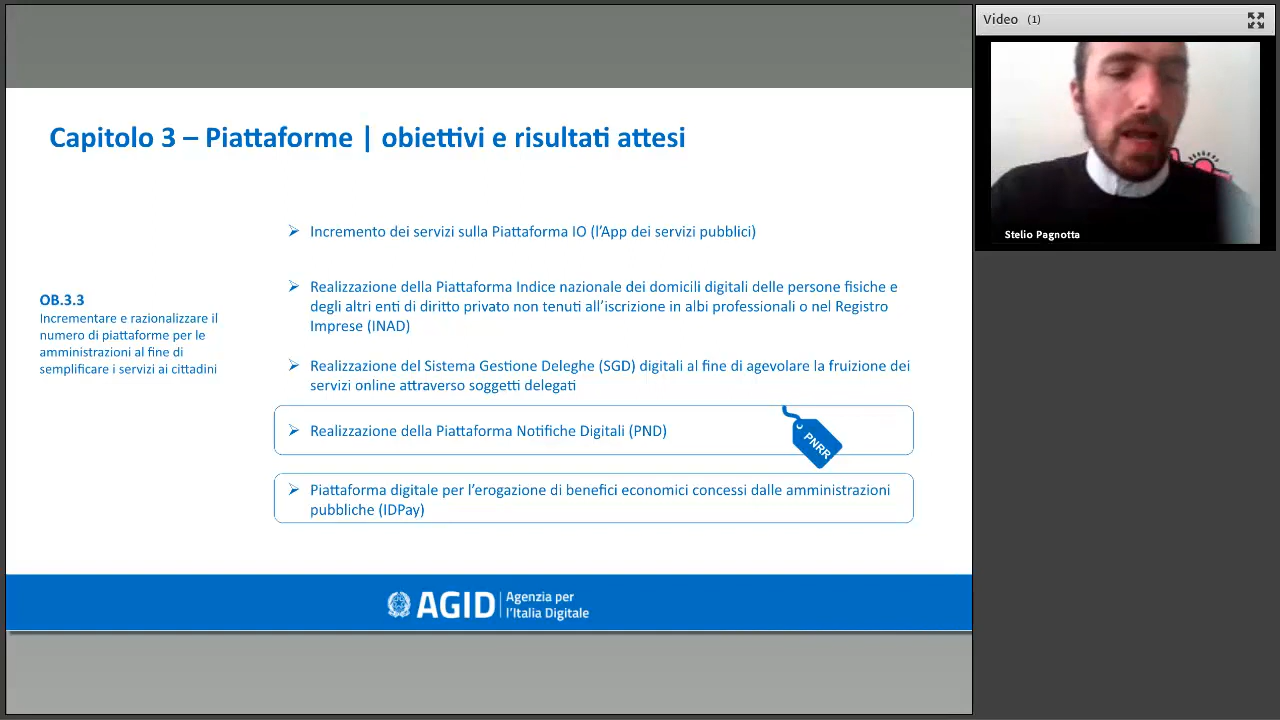 Video (1)
Stelio Pagnotta
Capitolo 3 – Piattaforme | obiettivi e risultati attesi
OB.3.3
Incrementare e razionalizzare il
numero di piattaforme per le
amministrazioni al fine di
semplificare i servizi ai cittadini
Incremento dei servizi sulla Piattaforma IO (l'App dei servizi pubblici)
Realizzazione della Piattaforma Indice nazionale dei domicili digitali delle persone fisiche e
degli altri enti di diritto privato non tenuti all'iscrizione in albi professionali o nel Registro
Imprese (INAD)
Realizzazione del Sistema Gestione Deleghe (SGD) digitali al fine di agevolare la fruizione dei
servizi online attraverso soggetti delegati
Realizzazione della Piattaforma Notifiche Digitali (PND)
PNRR
Piattaforma digitale per l'erogazione di benefici economici concessi dalle amministrazioni
pubbliche (IDPay)
AGID
Agenzia per
l'Italia Digitale